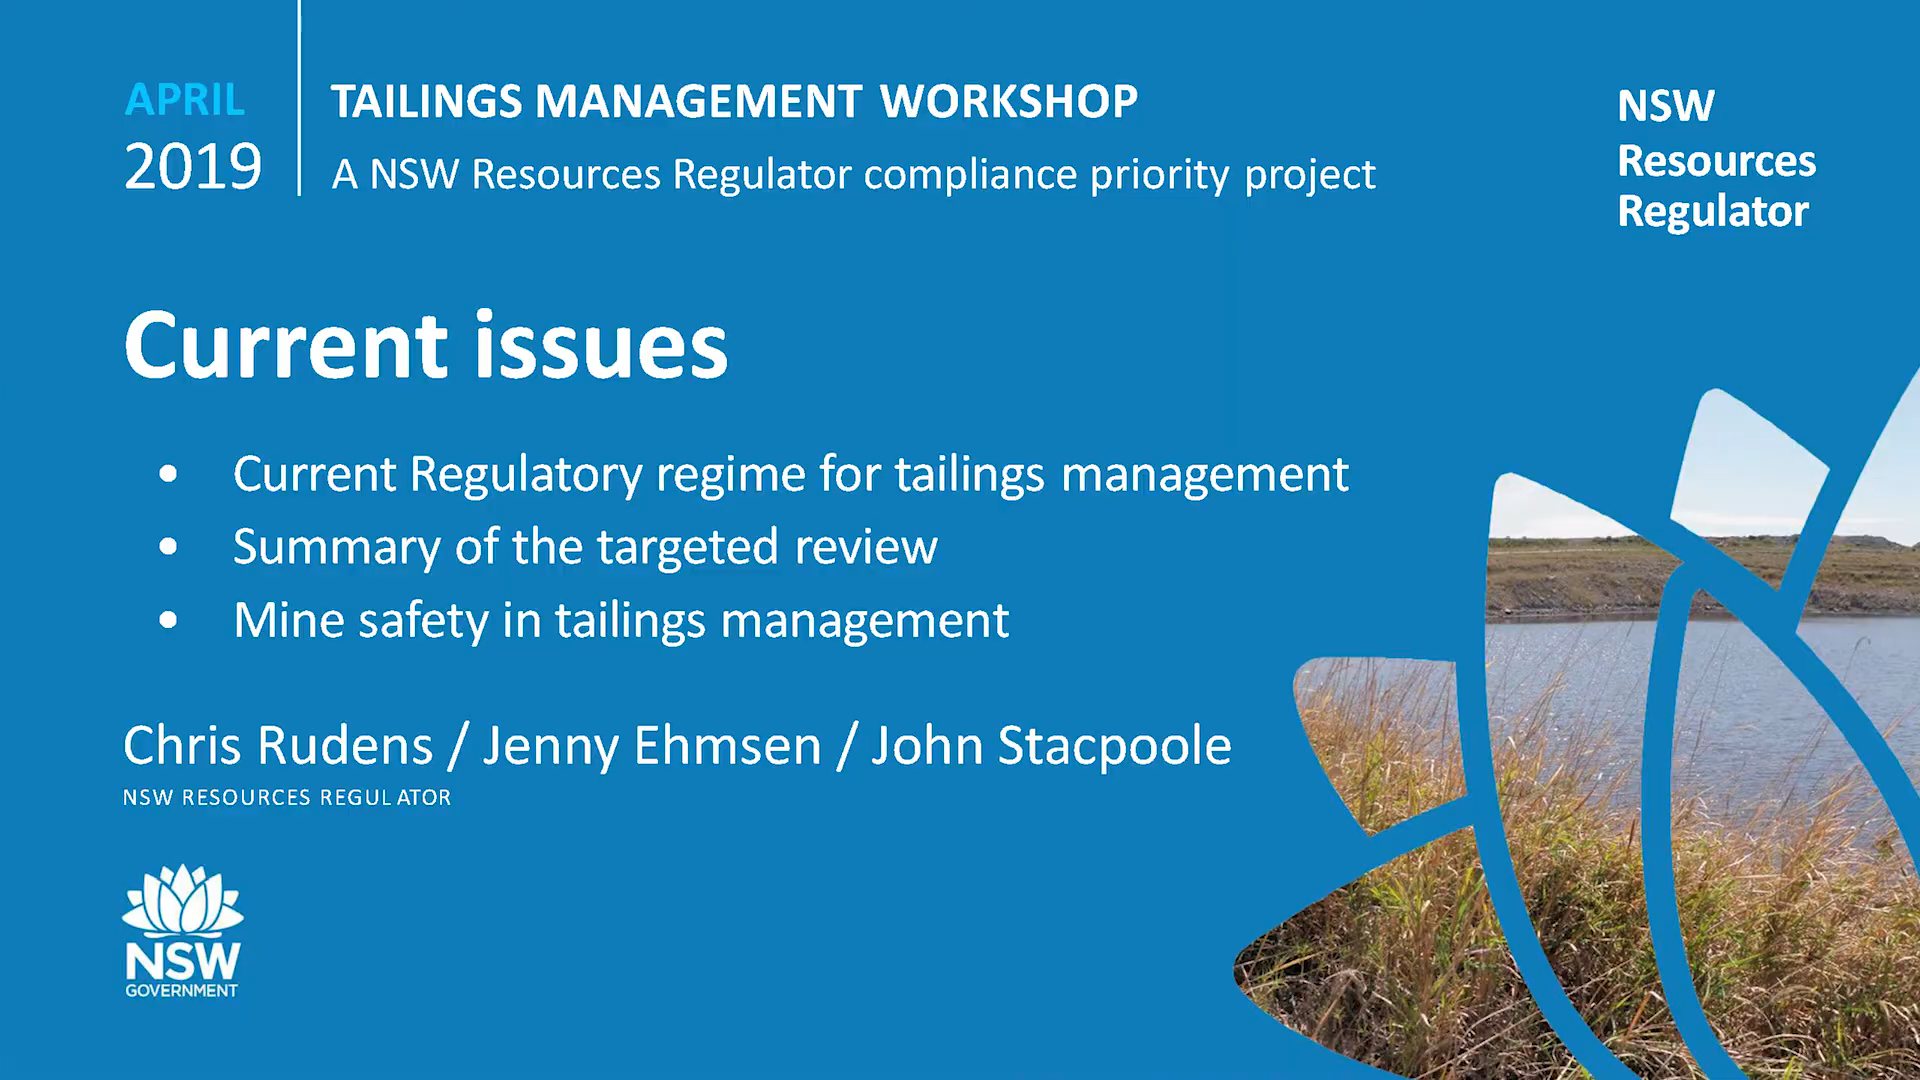 APRIL
2019
TAILINGS MANAGEMENT WORKSHOP
A NSW Resources Regulator compliance priority project
NSW
Resources
Regulator
Current issues
• Current Regulatory regime for tailings management
• Summary of the targeted review
• Mine safety in tailings management
Chris Rudens / Jenny Ehmsen / John Stacpoole
NSW RESOURCES REGULATOR
NSW
GOVERNMENT